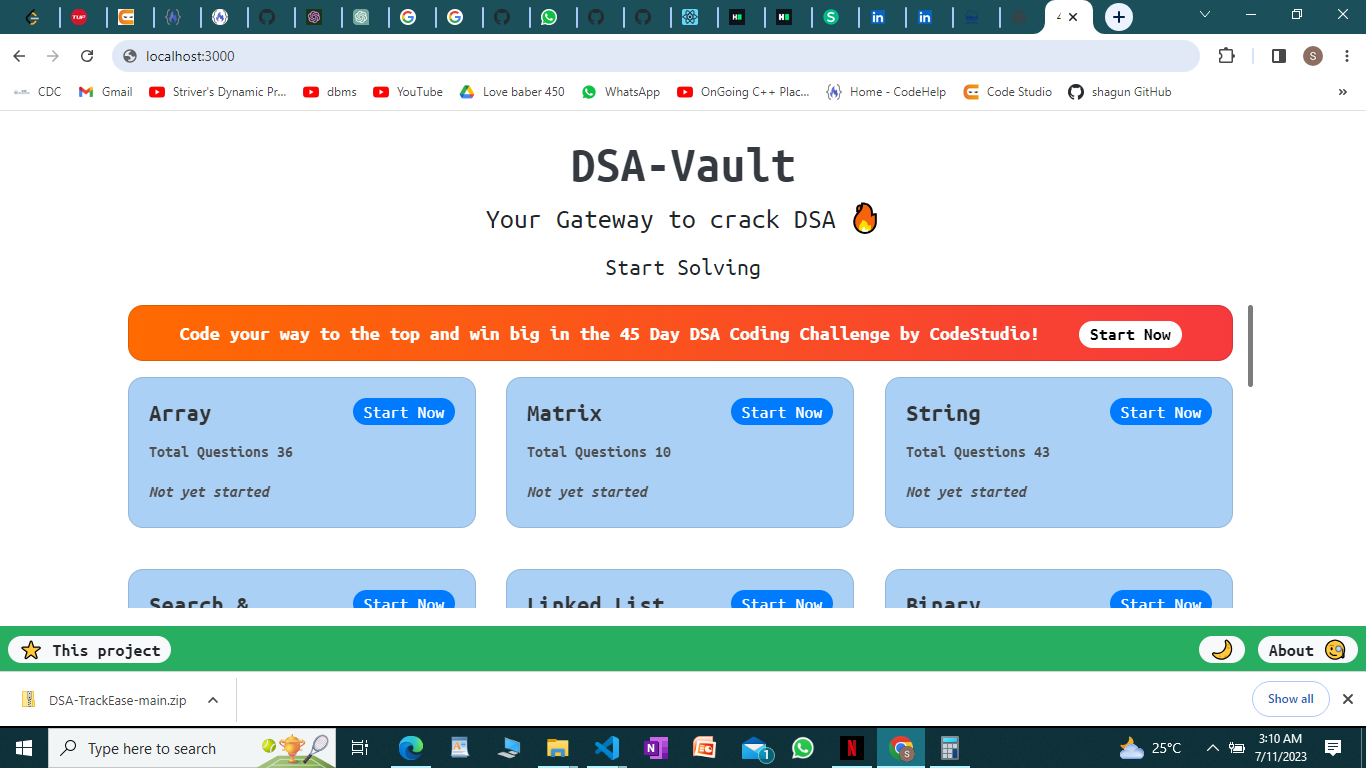 localhost:3000
S
CDC
Gmail
Striver's Dynamic Pr...
dbms
YouTube
Love baber 450
WhatsApp
OnGoing C++ Plac...
Home - CodeHelp
Code Studio
shagun GitHub
»
DSA-Vault
Your Gateway to crack DSA 🔥
Start Solving
Code your way to the top and win big in the 45 Day DSA Coding Challenge by CodeStudio! Start Now
Array Start Now
Total Questions 36
Not yet started
Matrix Start Now
Total Questions 10
Not yet started
String Start Now
Total Questions 43
Not yet started
Search & Start Now
Linked List Start Now
Binary Start Now
⭐ This project
🌙
About 🧐
DSA-TrackEase-main.zip
Show all
Type here to search
1
25°C
3:10 AM
7/11/2023